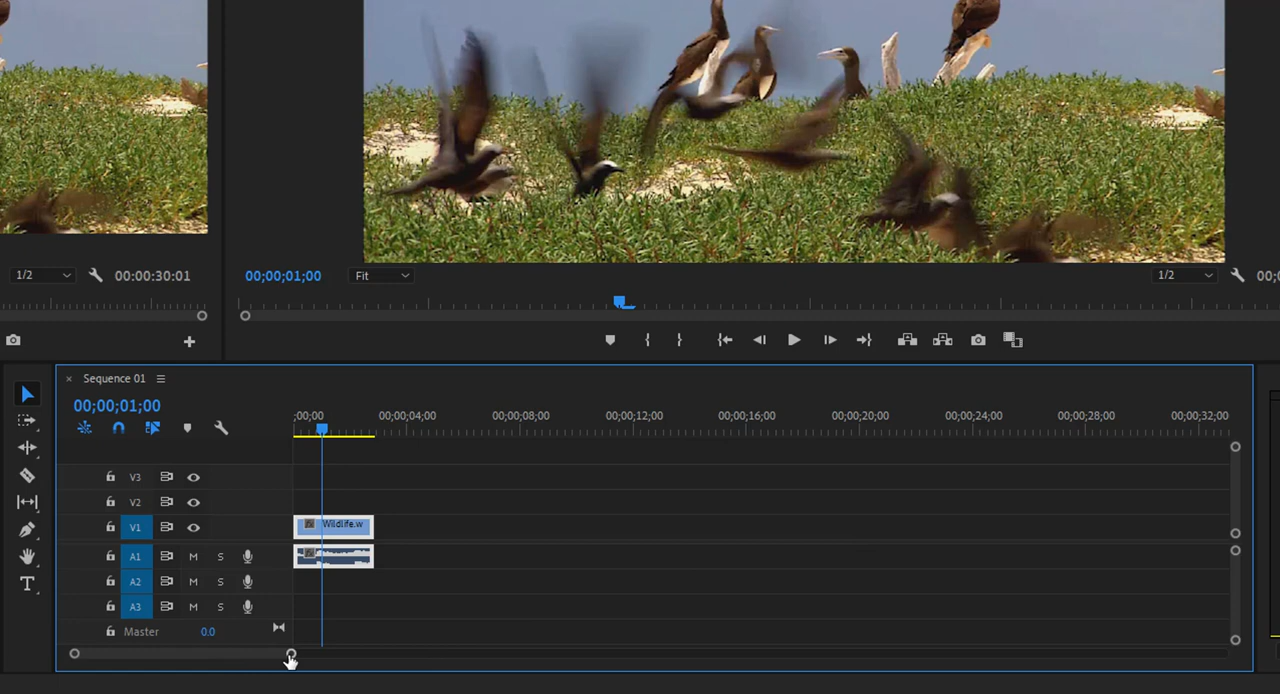 1/2 00:00:30:01 00;00;01;00 Fit 1/2 00;0
× Sequence 01
00;00;01;00
;00;00 00;00;04;00 00;00;08;00 00;00;12;00 00;00;16;00 00;00;20;00 00;00;24;00 00;00;28;00 00;00;32;00
V3
V2
V1 Wildlife.w
A1 M S
A2 M S
A3 M S
Master 0.0
T